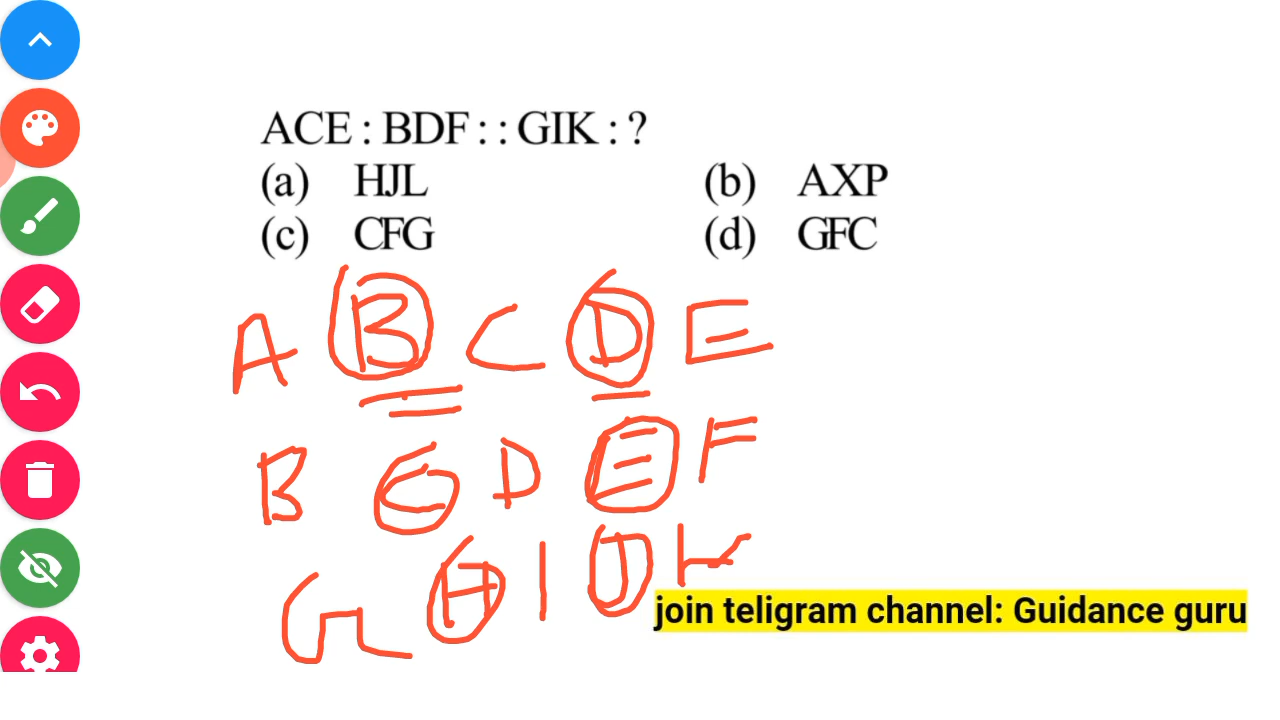 ACE : BDF : : GIK : ?
(a) HJL (b) AXP
(c) CFG (d) GFC
A B C D E
B C D E F
G H I J K
join teligram channel: Guidance guru